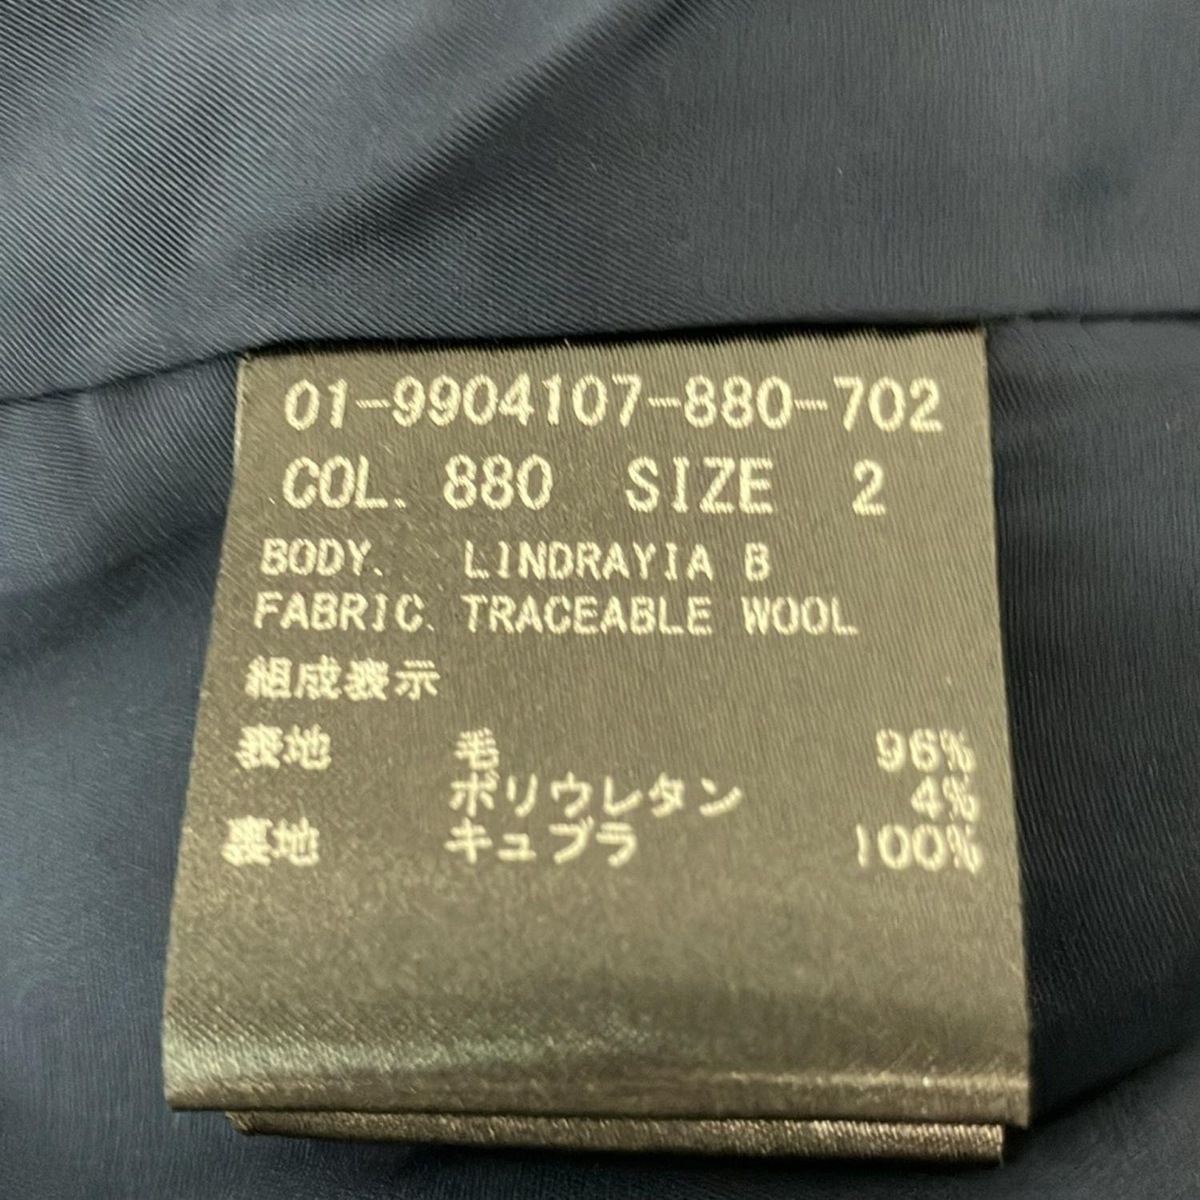 01-9904107-880-702
COL. 880 SIZE 2
BODY. LINDRAYIA B
FABRIC. TRACEABLE WOOL
組成表示
表地 毛 96%
ポリウレタン 4%
裏地 キュプラ 100%